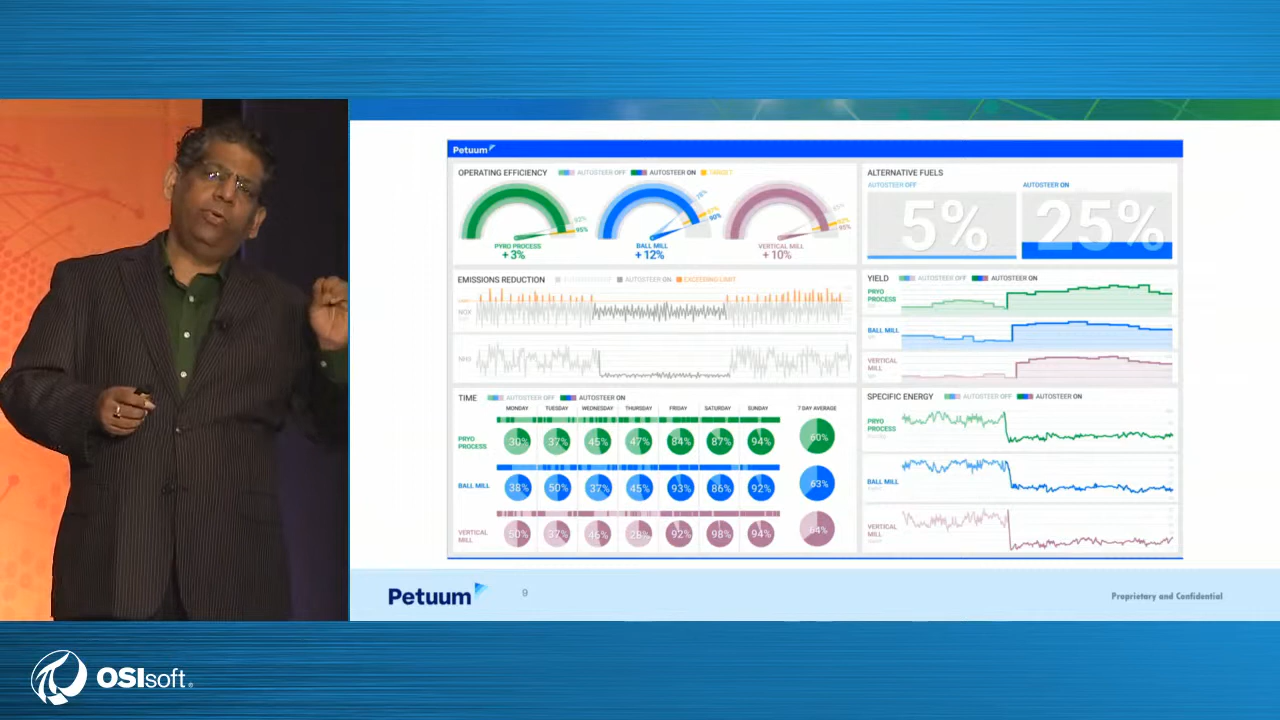 Petuum
OPERATING EFFICIENCY AUTOSTEER OFF AUTOSTEER ON TARGET
92%
95%
PYRO PROCESS
+ 3%
78%
90%
BALL MILL
+ 12%
95%
VERTICAL MILL
+ 10%
ALTERNATIVE FUELS
AUTOSTEER OFF AUTOSTEER ON
5% 25%
EMISSIONS REDUCTION AUTOSTEER ON EXCEEDING LIMIT
NOX
NH3
YIELD AUTOSTEER OFF AUTOSTEER ON
PRYO
PROCESS
BALL MILL
VERTICAL
MILL
TIME AUTOSTEER OFF AUTOSTEER ON
MONDAY TUESDAY WEDNESDAY THURSDAY FRIDAY SATURDAY SUNDAY 7 DAY AVERAGE
PRYO
PROCESS
30% 37% 45% 47% 84% 87% 94% 60%
BALL MILL 38% 50% 37% 45% 93% 86% 92% 63%
VERTICAL
MILL
50% 37% 46% 28% 92% 98% 94% 64%
SPECIFIC ENERGY AUTOSTEER OFF AUTOSTEER ON
PRYO
PROCESS
BALL MILL
VERTICAL
MILL
Petuum 9 Proprietary and Confidential
OSIsoft®